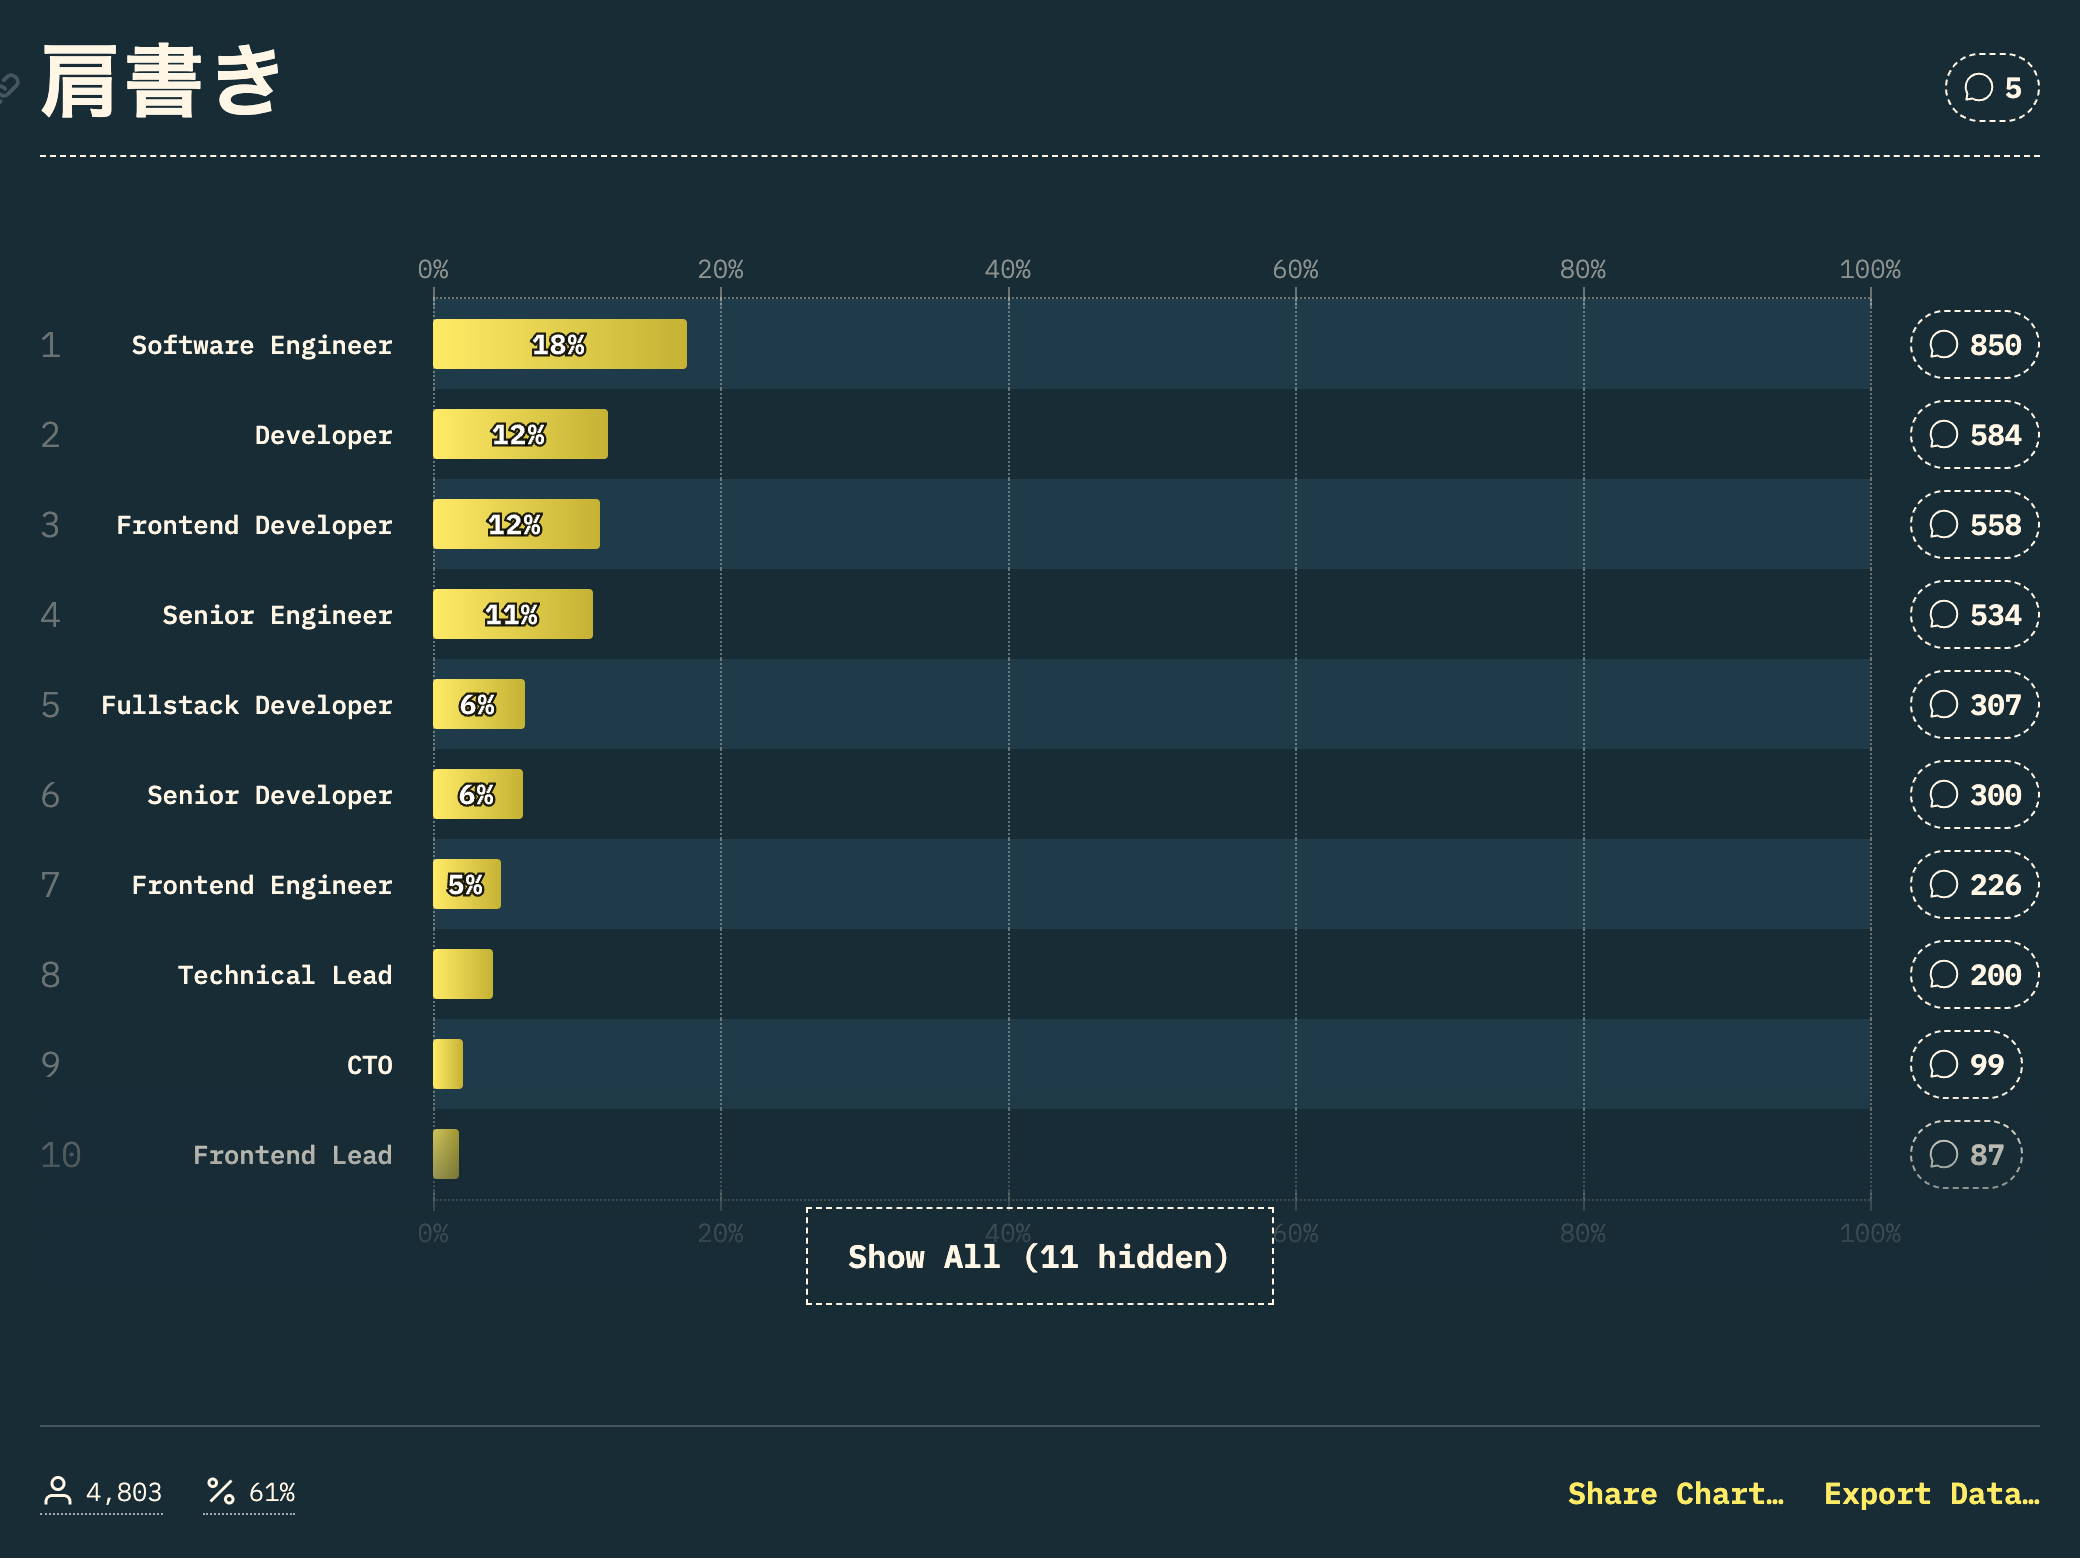 肩書き
5
0% 20% 40% 60% 80% 100%
1 Software Engineer 18% 850
2 Developer 12% 584
3 Frontend Developer 12% 558
4 Senior Engineer 11% 534
5 Fullstack Developer 6% 307
6 Senior Developer 6% 300
7 Frontend Engineer 5% 226
8 Technical Lead 200
9 CTO 99
10 Frontend Lead 87
0% 20% 40% 60% 80% 100%
Show All (11 hidden)
4,803 % 61% Share Chart… Export Data…